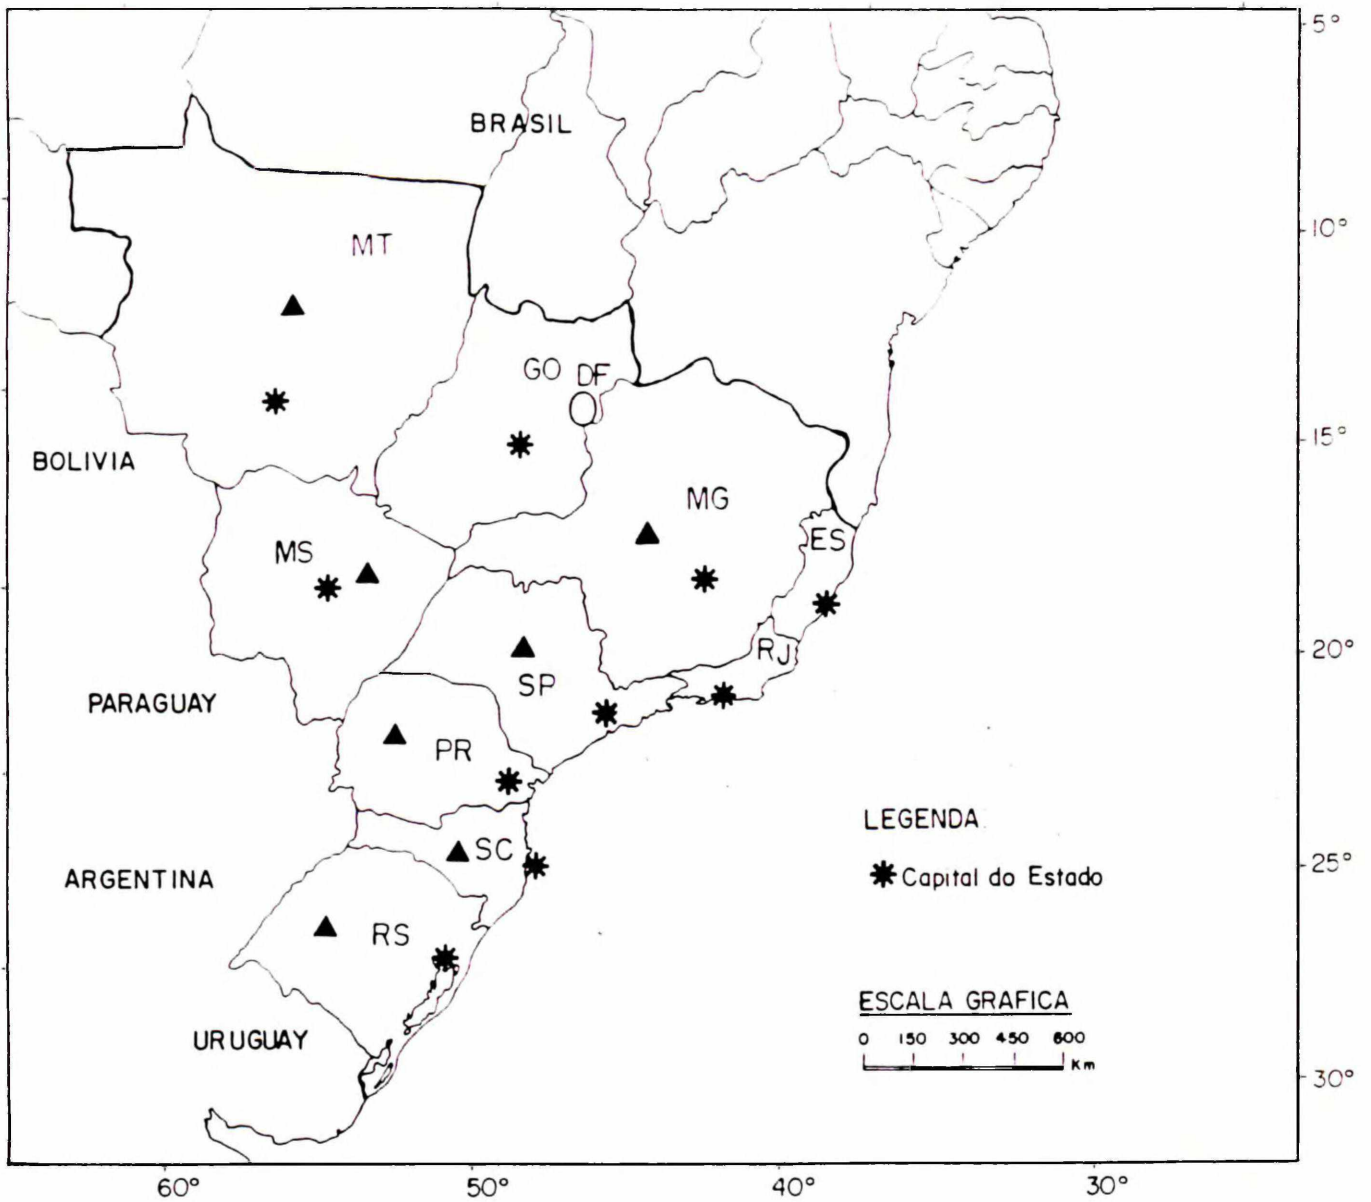 5°
BRASIL
10°
MT
GO DF
15°
BOLIVIA
MG
ES
MS
20°
RJ
SP
PARAGUAY
PR
LEGENDA
SC
25°
ARGENTINA
Capital do Estado
RS
ESCALA GRAFICA
URUGUAY
0 150 300 450 600
Km
30°
60° 50° 40° 30°